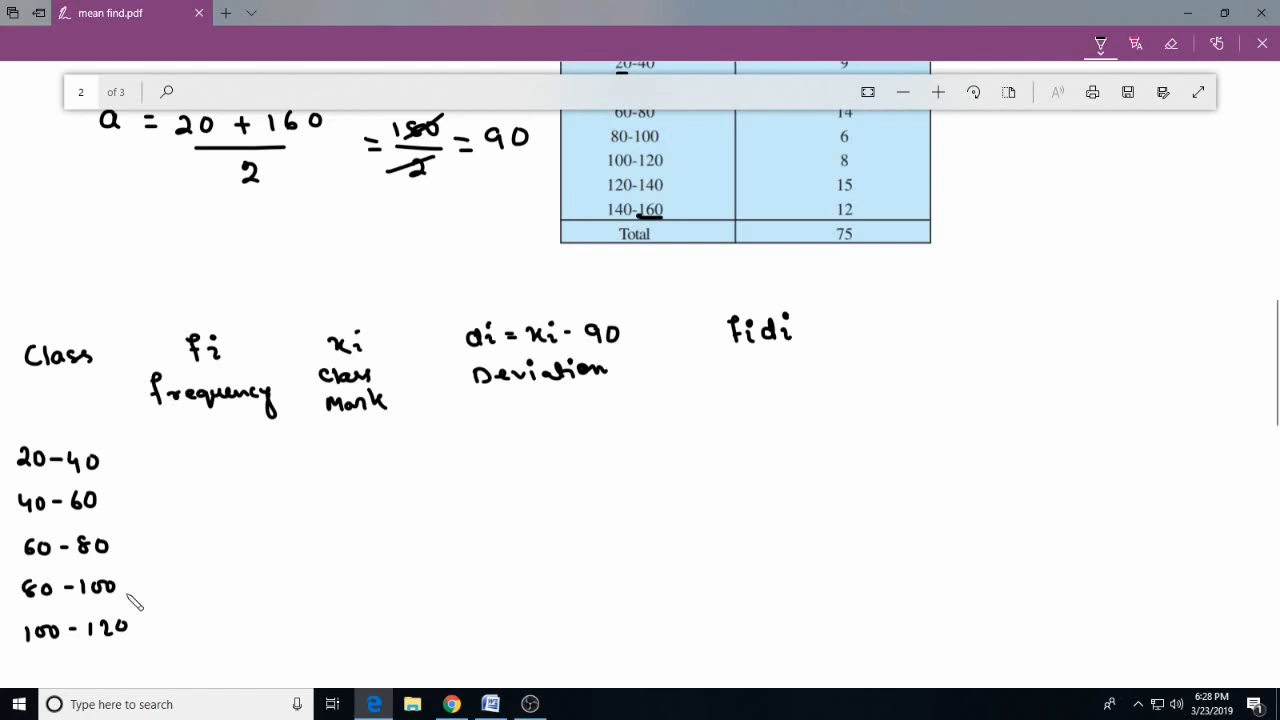 mean find.pdf
2 of 3
20-40 9
a = 20 + 160 / 2 = 180 / 2 = 90
60-80 14
80-100 6
100-120 8
120-140 15
140-160 12
Total 75
Class fi xi di = xi - 90 fidi
frequency Class Mark Deviation
20-40
40-60
60-80
80-100
100-120
Type here to search
6:28 PM
3/23/2019